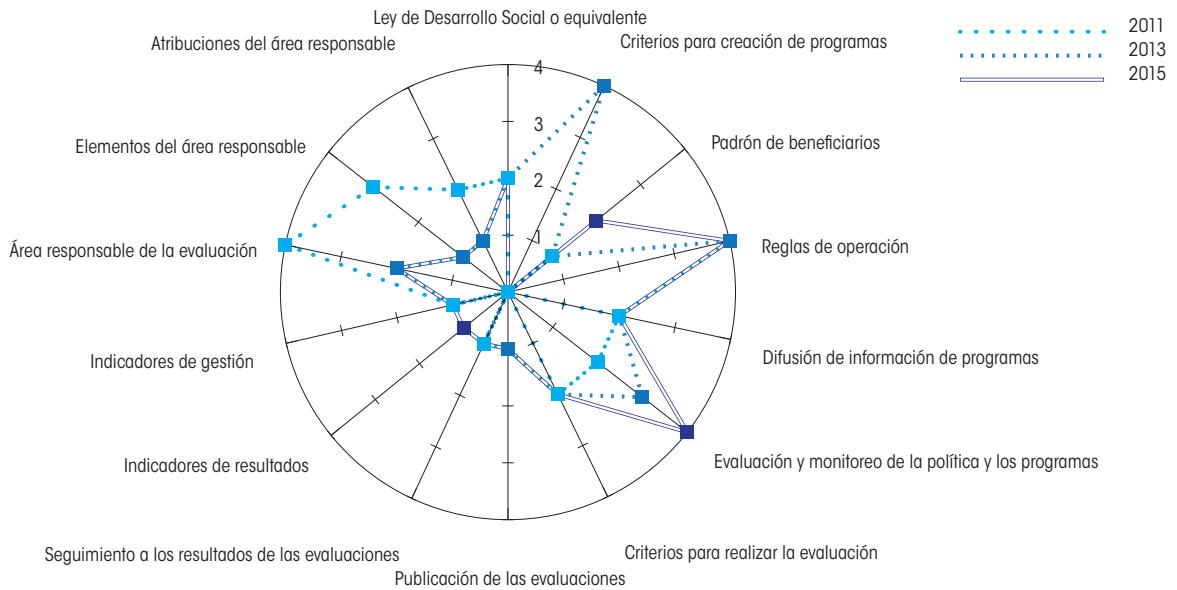 Ley de Desarrollo Social o equivalente
Atribuciones del área responsable
Criterios para creación de programas
2011
2013
2015
4
3
2
1
Elementos del área responsable
Padrón de beneficiarios
Área responsable de la evaluación
Reglas de operación
Indicadores de gestión
Difusión de información de programas
Indicadores de resultados
Evaluación y monitoreo de la política y los programas
Seguimiento a los resultados de las evaluaciones
Criterios para realizar la evaluación
Publicación de las evaluaciones